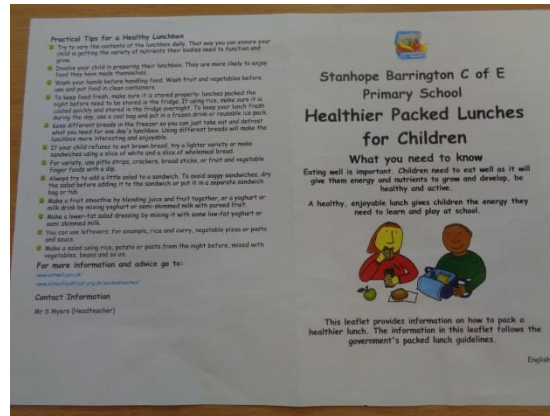 Practical Tips for a Healthy Lunchbox
Try to vary the contents of the lunchbox daily. That way you can ensure your
child is getting the variety of nutrients their bodies need to function and
grow.
Involve your child in preparing their lunchbox. They are more likely to enjoy
food they have made themselves.
Wash your hands before handling food. Wash fruit and vegetables before
use and put food in clean containers.
To keep food fresh, make sure it is stored properly: lunches packed the
night before need to be stored in the fridge. If using rice, make sure it is
cooled quickly and stored in the fridge overnight. To keep your lunch fresh
during the day, use a cool bag and put in a frozen drink or reusable ice pack.
Keep different breads in the freezer so you can just take out and defrost
what you need for one day's lunchbox. Using different breads will make the
lunchbox more interesting and enjoyable.
If your child refuses to eat brown bread, try a lighter variety or make
sandwiches using a slice of white and a slice of wholemeal bread.
For variety, use pitta strips, crackers, bread sticks, or fruit and vegetable
finger feeds with a dip.
Always try to add a little salad to a sandwich. To avoid soggy sandwiches, dry
the salad before adding it to the sandwich or put it in a separate sandwich
bag or tub.
Make a fruit smoothie by blending juice and fruit together, or a yoghurt or
milk drink by mixing yoghurt or semi-skimmed milk with pureed fruit.
Make a lower-fat salad dressing by mixing it with some low-fat yoghurt or
semi skimmed milk.
You can use leftovers: for example, rice and curry, vegetable pizza or pasta
and sauce.
Make a salad using rice, potato or pasta from the night before, mixed with
vegetables, beans and so on.
For more information and advice go to:
Contact Information
Mr S Myers (Headteacher)
Stanhope Barrington C of E
Primary School
Healthier Packed Lunches
for Children
What you need to know
Eating well is important. Children need to eat well as it will
give them energy and nutrients to grow and develop, be
healthy and active.
A healthy, enjoyable lunch gives children the energy they
need to learn and play at school.
This leaflet provides information on how to pack a
healthier lunch. The information in this leaflet follows the
government's packed lunch guidelines.
English